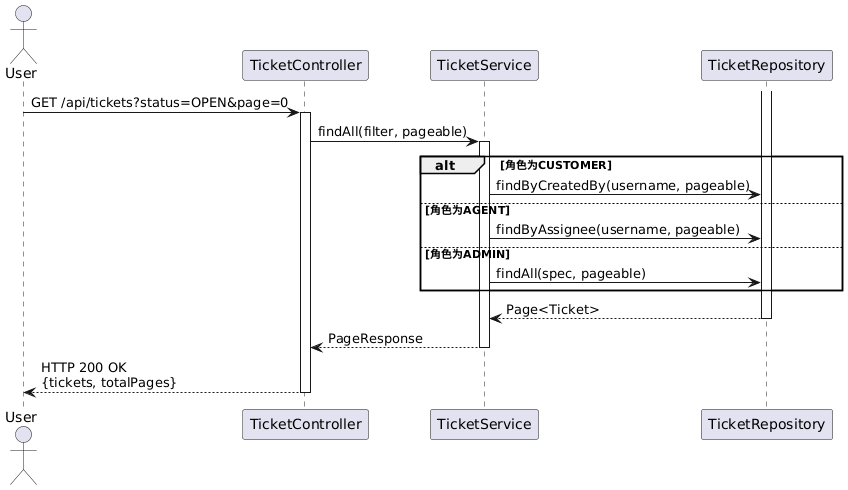 User
TicketController
TicketService
TicketRepository
GET /api/tickets?status=OPEN&page=0
findAll(filter, pageable)
alt
[角色为CUSTOMER]
findByCreatedBy(username, pageable)
[角色为AGENT]
findByAssignee(username, pageable)
[角色为ADMIN]
findAll(spec, pageable)
Page<Ticket>
PageResponse
HTTP 200 OK
{tickets, totalPages}
User
TicketController
TicketService
TicketRepository